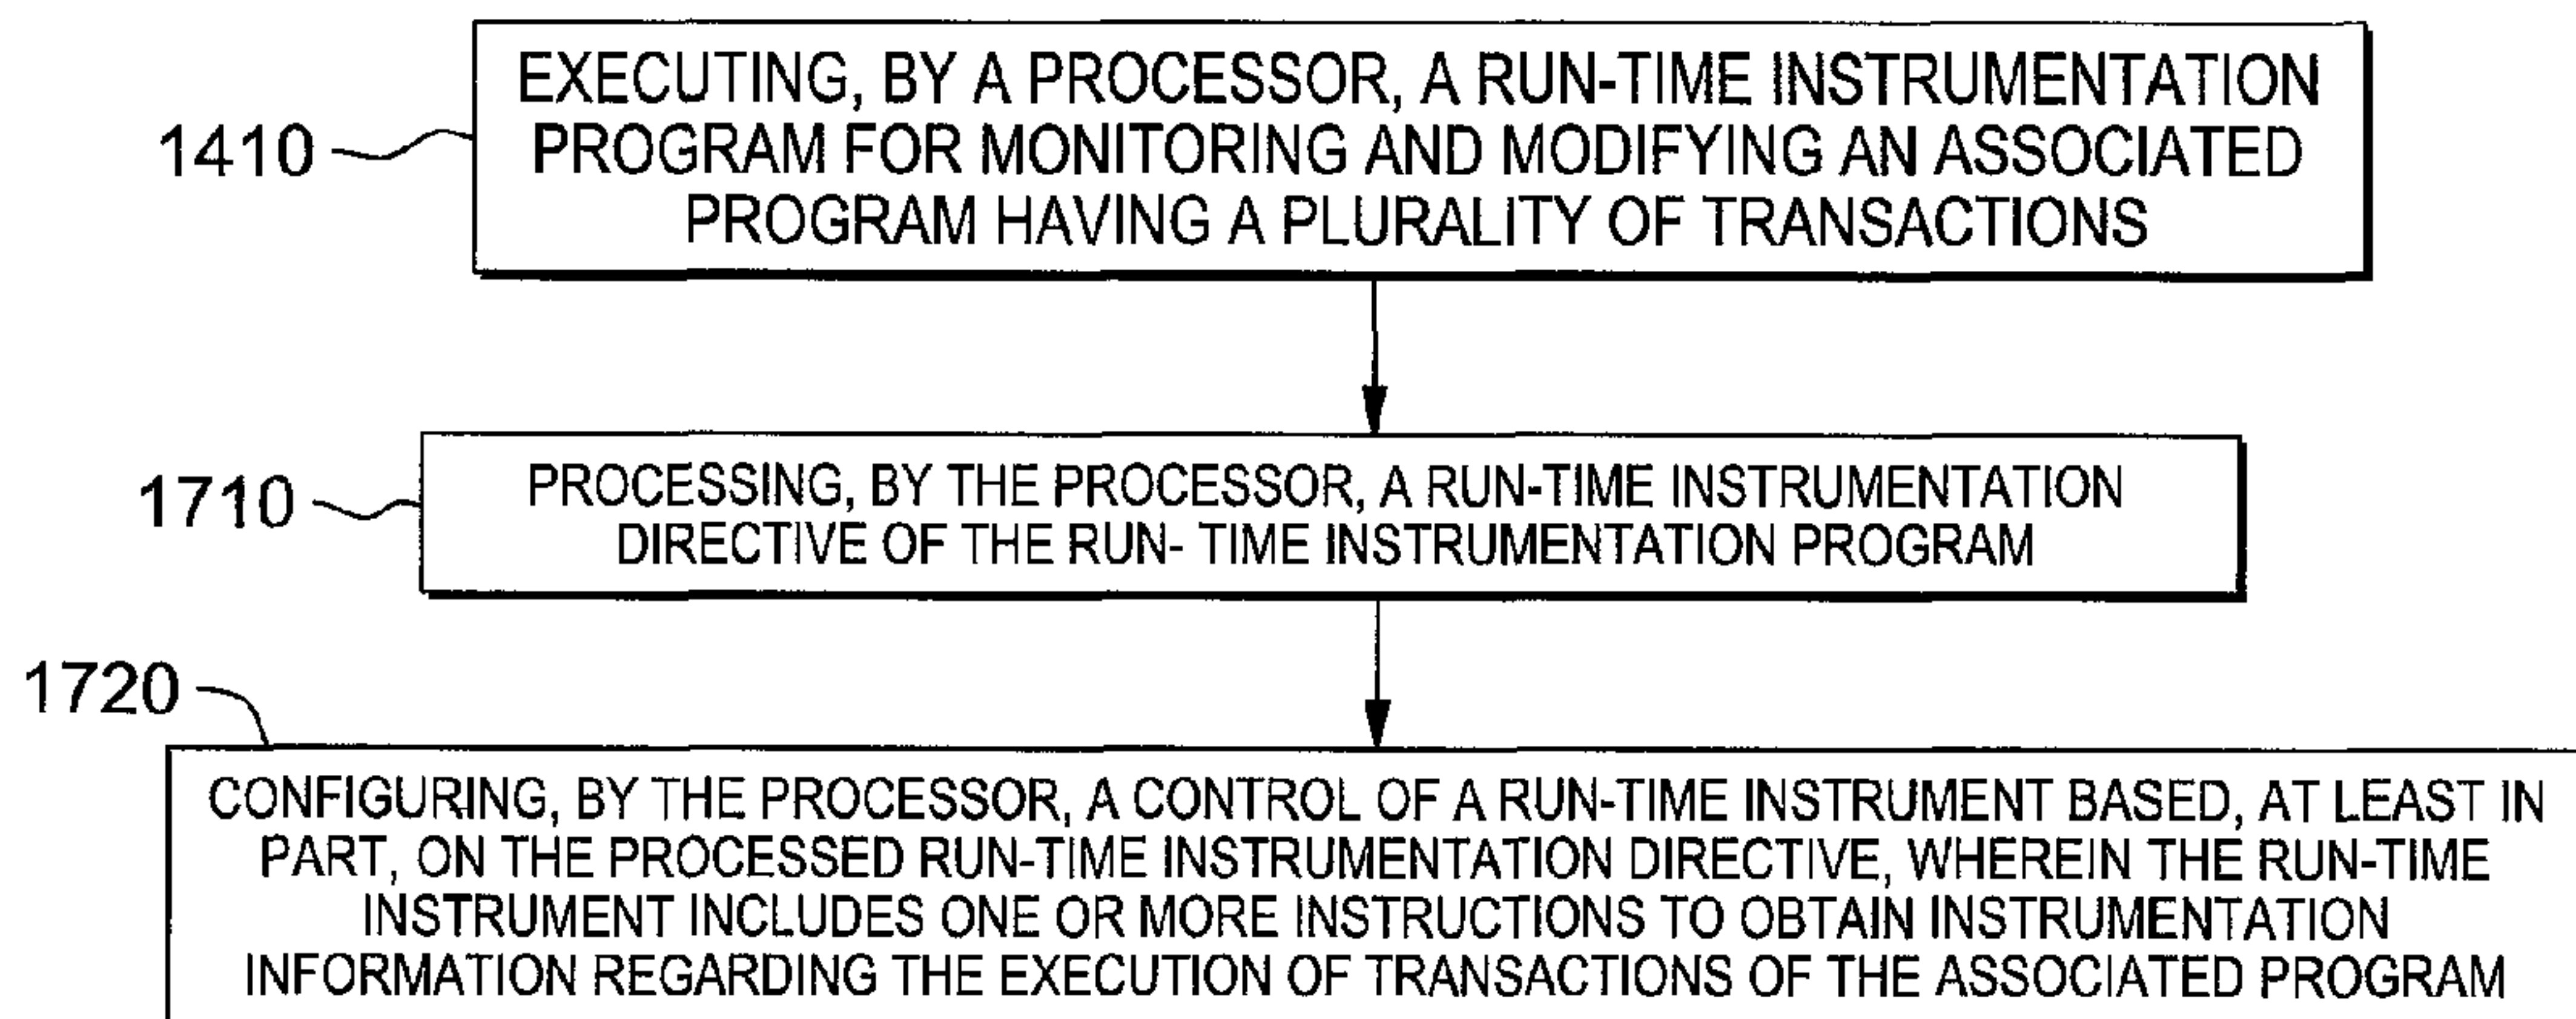 1410
EXECUTING, BY A PROCESSOR, A RUN-TIME INSTRUMENTATION
PROGRAM FOR MONITORING AND MODIFYING AN ASSOCIATED
PROGRAM HAVING A PLURALITY OF TRANSACTIONS
1710
PROCESSING, BY THE PROCESSOR, A RUN-TIME INSTRUMENTATION
DIRECTIVE OF THE RUN- TIME INSTRUMENTATION PROGRAM
1720
CONFIGURING, BY THE PROCESSOR, A CONTROL OF A RUN-TIME INSTRUMENT BASED, AT LEAST IN
PART, ON THE PROCESSED RUN-TIME INSTRUMENTATION DIRECTIVE, WHEREIN THE RUN-TIME
INSTRUMENT INCLUDES ONE OR MORE INSTRUCTIONS TO OBTAIN INSTRUMENTATION
INFORMATION REGARDING THE EXECUTION OF TRANSACTIONS OF THE ASSOCIATED PROGRAM